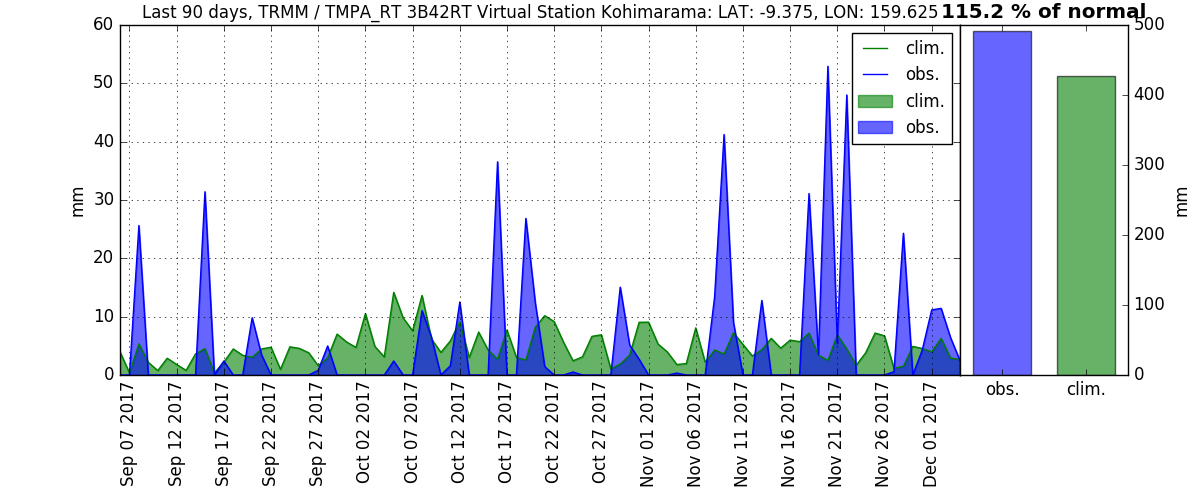 Last 90 days, TRMM / TMPA_RT 3B42RT Virtual Station Kohimarama: LAT: -9.375, LON: 159.625
115.2 % of normal
clim.
obs.
clim.
obs.
mm
60
50
40
30
20
10
0
Sep 07 2017
Sep 12 2017
Sep 17 2017
Sep 22 2017
Sep 27 2017
Oct 02 2017
Oct 07 2017
Oct 12 2017
Oct 17 2017
Oct 22 2017
Oct 27 2017
Nov 01 2017
Nov 06 2017
Nov 11 2017
Nov 16 2017
Nov 21 2017
Nov 26 2017
Dec 01 2017
500
400
300
200
100
0
mm
obs.
clim.